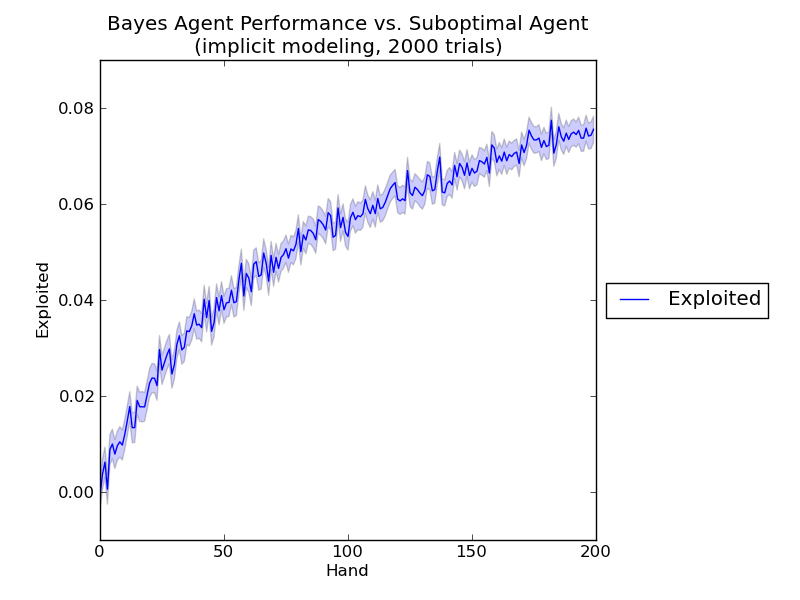 Bayes Agent Performance vs. Suboptimal Agent
(implicit modeling, 2000 trials)
0.08
0.06
0.04
0.02
0.00
Exploited
0 50 100 150 200
Hand
Exploited